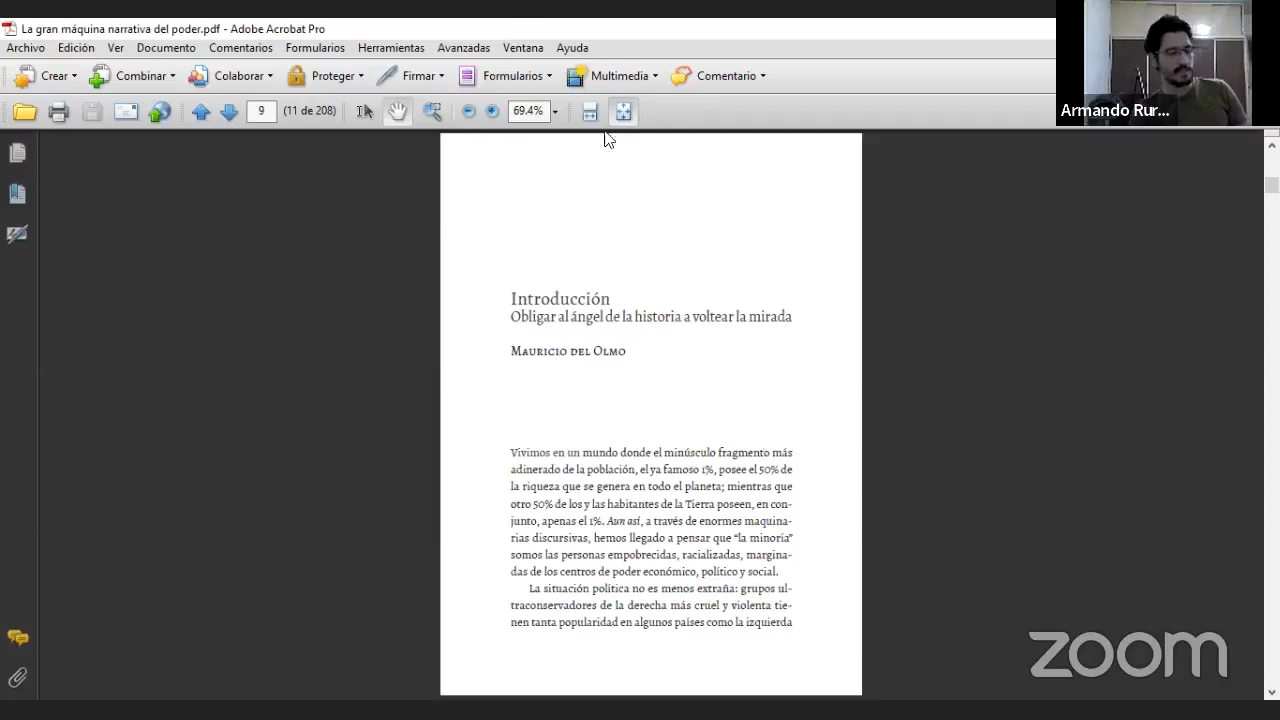 La gran máquina narrativa del poder.pdf - Adobe Acrobat Pro
Archivo Edición Ver Documento Comentarios Formularios Herramientas Avanzadas Ventana Ayuda
Crear Combinar Colaborar Proteger Firmar Formularios Multimedia Comentario
9 (11 de 208) 69.4%
Armando Rur...
Introducción
Obligar al ángel de la historia a voltear la mirada
Mauricio del Olmo
Vivimos en un mundo donde el minúsculo fragmento más
adinerado de la población, el ya famoso 1%, posee el 50% de
la riqueza que se genera en todo el planeta; mientras que
otro 50% de los y las habitantes de la Tierra poseen, en con-
junto, apenas el 1%. Aun así, a través de enormes maquina-
rias discursivas, hemos llegado a pensar que “la minoría”
somos las personas empobrecidas, racializadas, margina-
das de los centros de poder económico, político y social.
La situación política no es menos extraña: grupos ul-
traconservadores de la derecha más cruel y violenta tie-
nen tanta popularidad en algunos países como la izquierda
zoom